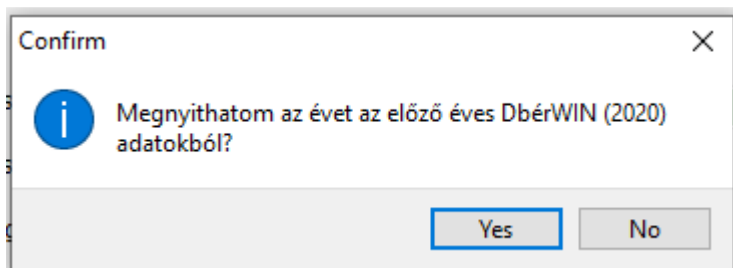 Confirm
Megnyithatom az évet az előző éves DbérWIN (2020)
adatokból?
Yes No